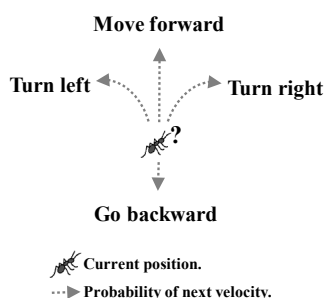 Move forward
Turn left
Turn right
?
Go backward
Current position.
Probability of next velocity.